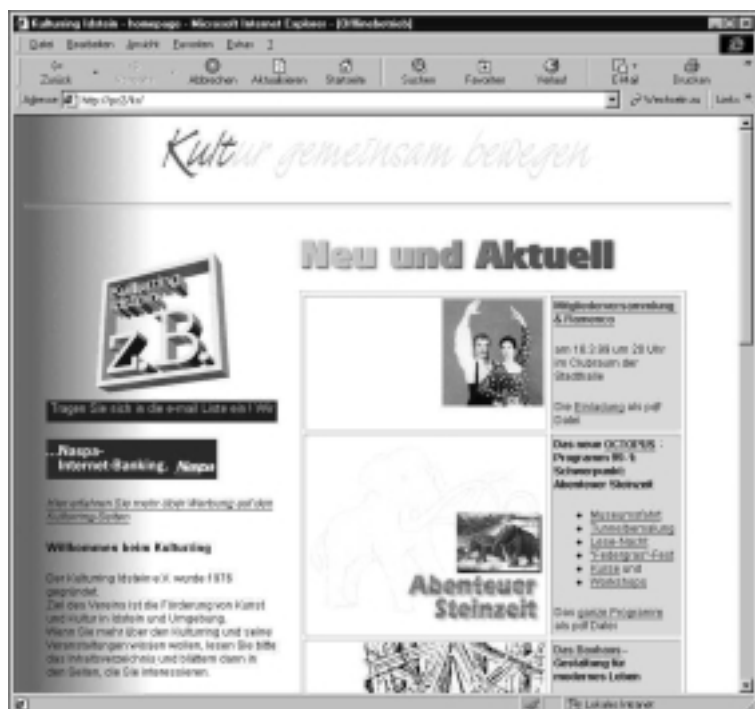 Kulturring Idstein - homepage - Microsoft Internet Explorer - [Offlinebetrieb]
Datei Bearbeiten Ansicht Favoriten Extras ?
Zurück Abbrechen Aktualisieren Startseite Suchen Favoriten Verlauf E-Mail Drucken
Adresse Wechseln zu Links
Kultur gemeinsam bewegen
Neu und Aktuell
Kulturring
Idstein
z.B.
Tragen Sie sich in die e-mail Liste ein! We
...Naspa-
Internet-Banking. Naspa
Hier erfahren Sie mehr über Werbung auf den
Kulturring-Seiten
Willkommen beim Kulturring
Der Kulturring Idstein e.V. wurde 1976
gegründet.
Ziel des Vereins ist die Förderung von Kunst
und Kultur in Idstein und Umgebung.
Wenn Sie mehr über den Kulturring und seine
Veranstaltungen wissen wollen, lesen Sie bitte
das Inhaltsverzeichnis und blättern dann in
den Seiten, die Sie interessieren.
Mitgliederversammlung
& Flamenco
am 18.3.99 um 20 Uhr
im Clubraum der
Stadthalle
Die Einladung als pdf
Datei
Abenteuer
Steinzeit
Das neue OCTOPUS -
Programm 99-1:
Schwerpunkt:
Abenteuer Steinzeit
Museumsfahrt
Tunnelbemalung
Lese-Nacht
"Federgras"-Fest
Kurse und
Workshops
Das ganze Programm
als pdf Datei
Das Bauhaus -
Gestaltung für
modernes Leben
Lokales Intranet